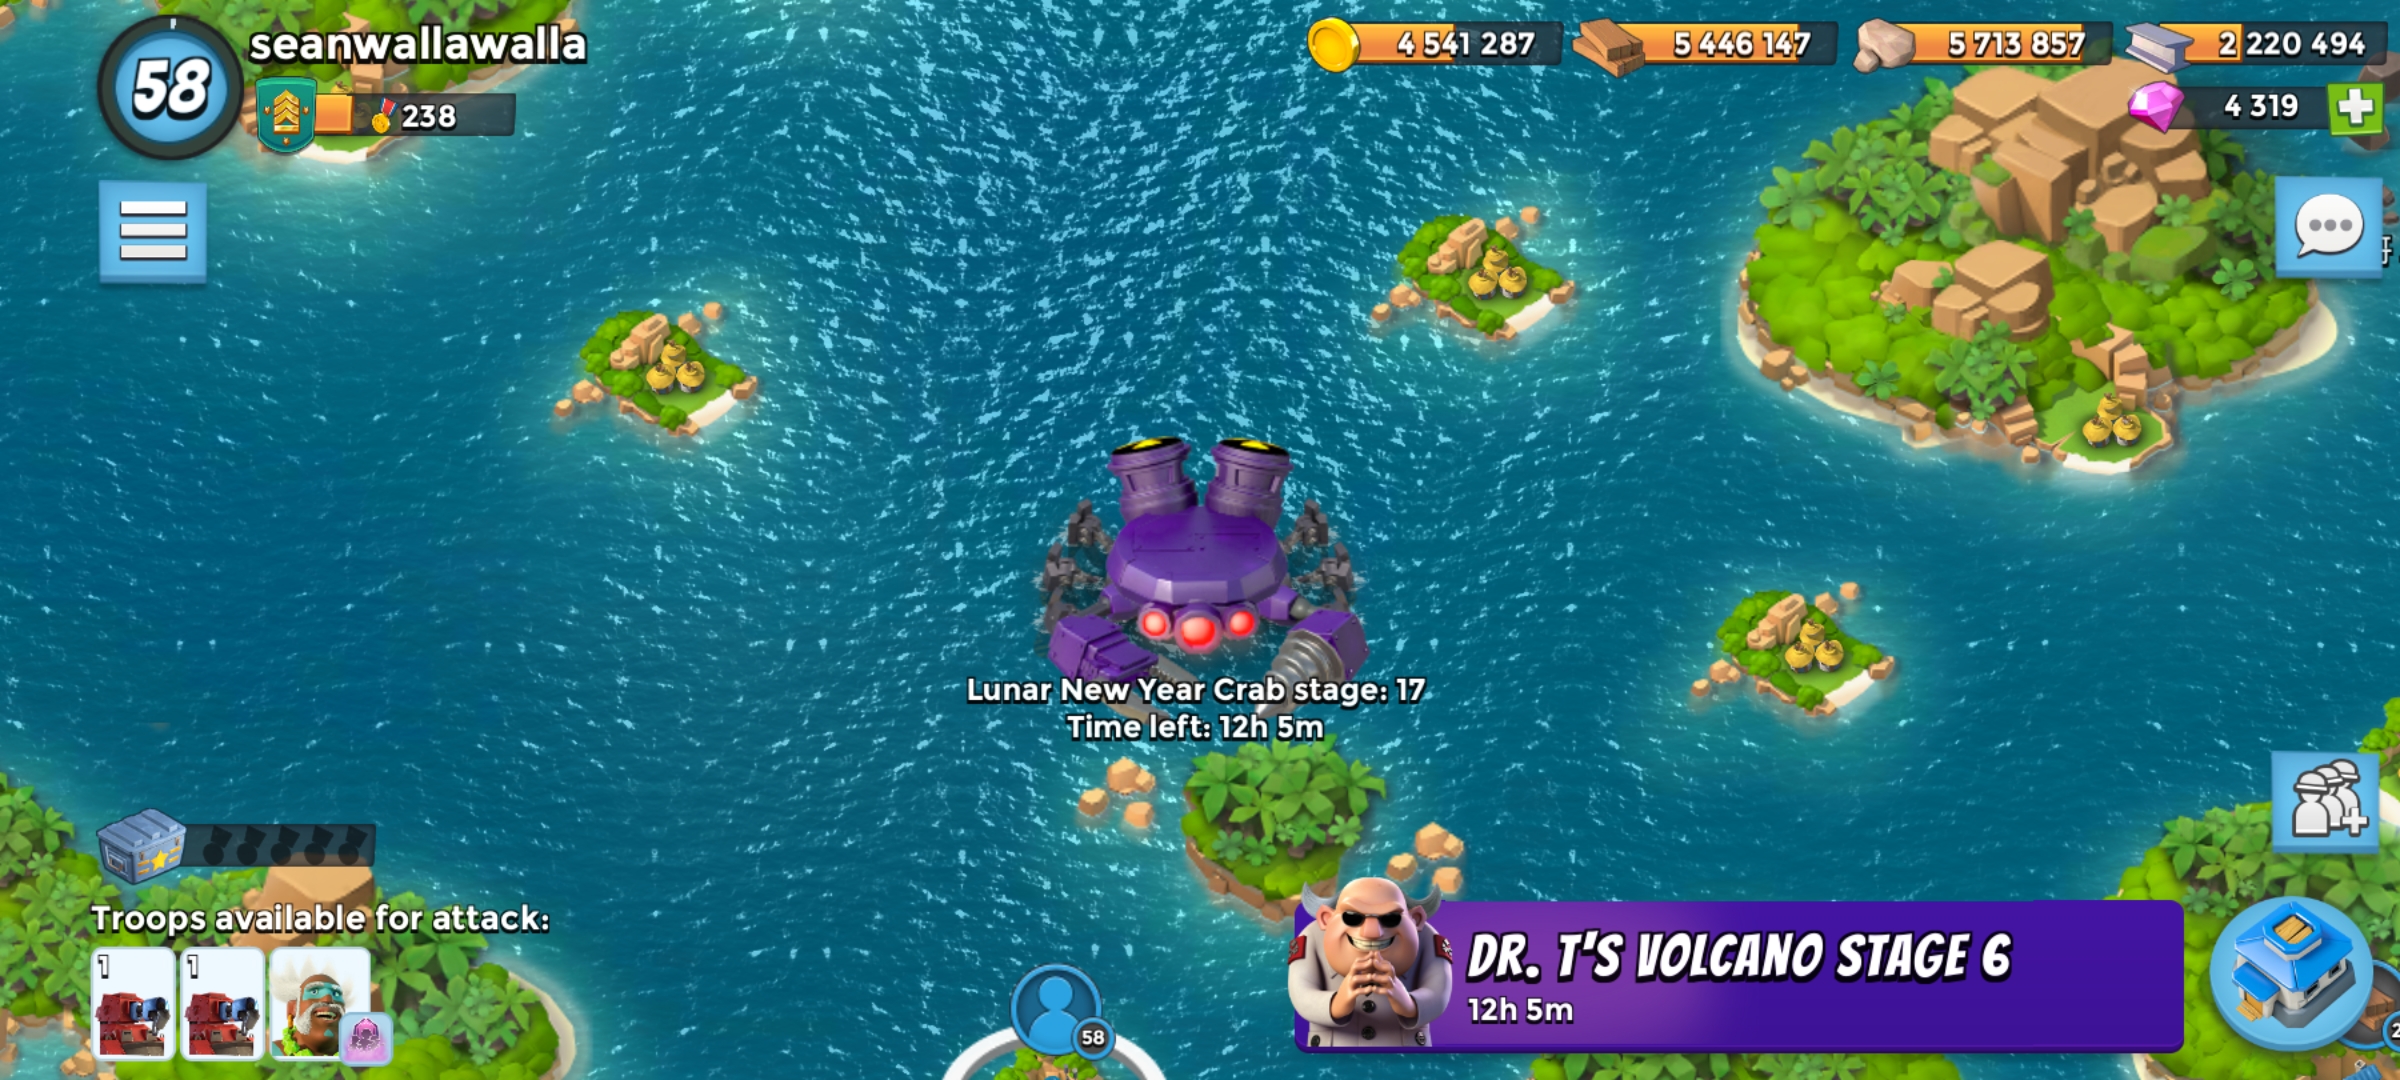 58
seanwallawalla
238
4 541 287
5 446 147
5 713 857
2 220 494
4 319
Lunar New Year Crab stage: 17
Time left: 12h 5m
Troops available for attack:
1
1
58
DR. T'S VOLCANO STAGE 6
12h 5m